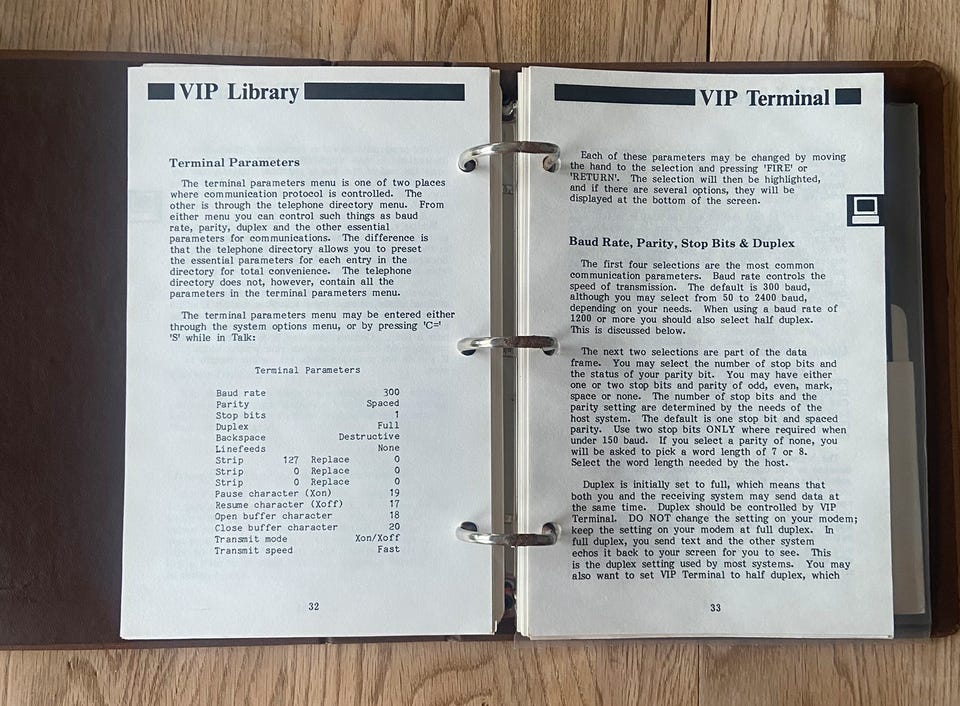 VIP Library
Terminal Parameters
The terminal parameters menu is one of two places
where communication protocol is controlled. The
other is through the telephone directory menu. From
either menu you can control such things as baud
rate, parity, duplex and the other essential
parameters for communications. The difference is
that the telephone directory allows you to preset
the essential parameters for each entry in the
directory for total convenience. The telephone
directory does not, however, contain all the
parameters in the terminal parameters menu.
The terminal parameters menu may be entered either
through the system options menu, or by pressing 'C='
'S' while in Talk:
Terminal Parameters
Baud rate 300
Parity Spaced
Stop bits 1
Duplex Full
Backspace Destructive
Linefeeds None
Strip 127 Replace 0
Strip 0 Replace 0
Strip 0 Replace 0
Pause character (Xon) 19
Resume character (Xoff) 17
Open buffer character 18
Close buffer character 20
Transmit mode Xon/Xoff
Transmit speed Fast
32
VIP Terminal
Each of these parameters may be changed by moving
the hand to the selection and pressing 'FIRE' or
'RETURN'. The selection will then be highlighted,
and if there are several options, they will be
displayed at the bottom of the screen.
Baud Rate, Parity, Stop Bits & Duplex
The first four selections are the most common
communication parameters. Baud rate controls the
speed of transmission. The default is 300 baud,
although you may select from 50 to 2400 baud,
depending on your needs. When using a baud rate of
1200 or more you should also select half duplex.
This is discussed below.
The next two selections are part of the data
frame. You may select the number of stop bits and
the status of your parity bit. You may have either
one or two stop bits and parity of odd, even, mark,
space or none. The number of stop bits and the
parity setting are determined by the needs of the
host system. The default is one stop bit and spaced
parity. Use two stop bits ONLY where required when
under 150 baud. If you select a parity of none, you
will be asked to pick a word length of 7 or 8.
Select the word length needed by the host.
Duplex is initially set to full, which means that
both you and the receiving system may send data at
the same time. Duplex should be controlled by VIP
Terminal. DO NOT change the setting on your modem;
keep the setting on your modem at full duplex. In
full duplex, you send text and the other system
echos it back to your screen for you to see. This
is the duplex setting used by most systems. You may
also want to set VIP Terminal to half duplex, which
33